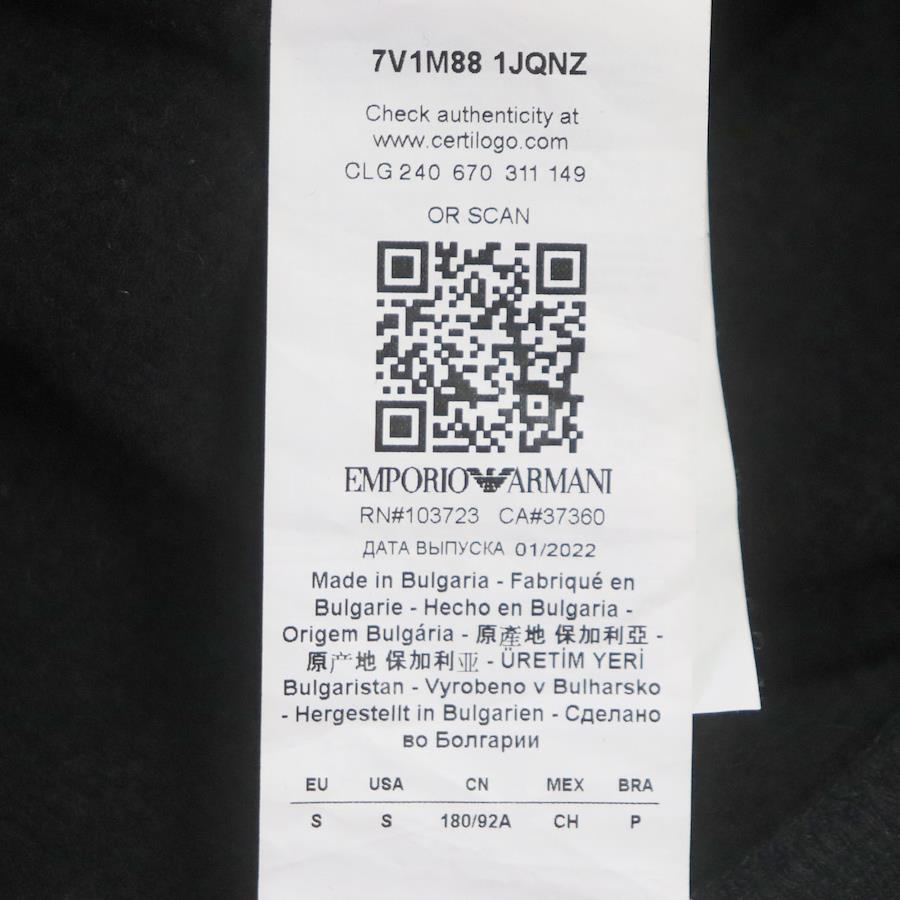 7V1M88 1JQNZ
Check authenticity at
www.certilogo.com
CLG 240 670 311 149
OR SCAN
EMPORIO ARMANI
RN#103723 CA#37360
ДАТА ВЫПУСКА 01/2022
Made in Bulgaria - Fabriqué en
Bulgarie - Hecho en Bulgaria -
Origem Bulgária - 原產地 保加利亞 -
原产地 保加利亚 - ÜRETİM YERİ
Bulgaristan - Vyrobeno v Bulharsko
- Hergestellt in Bulgarien - Сделано
во Болгарии
EU USA CN MEX BRA
S S 180/92A CH P